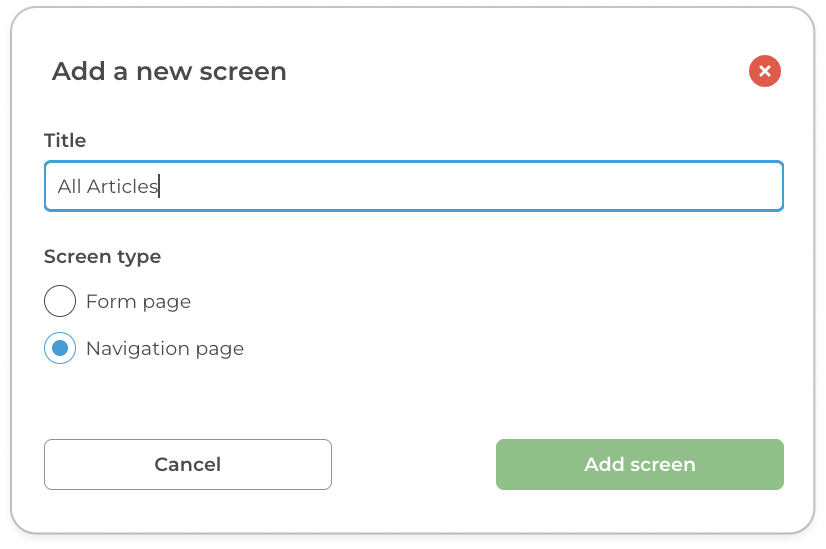 Add a new screen
Title
All Articles
Screen type
Form page
Navigation page
Cancel
Add screen